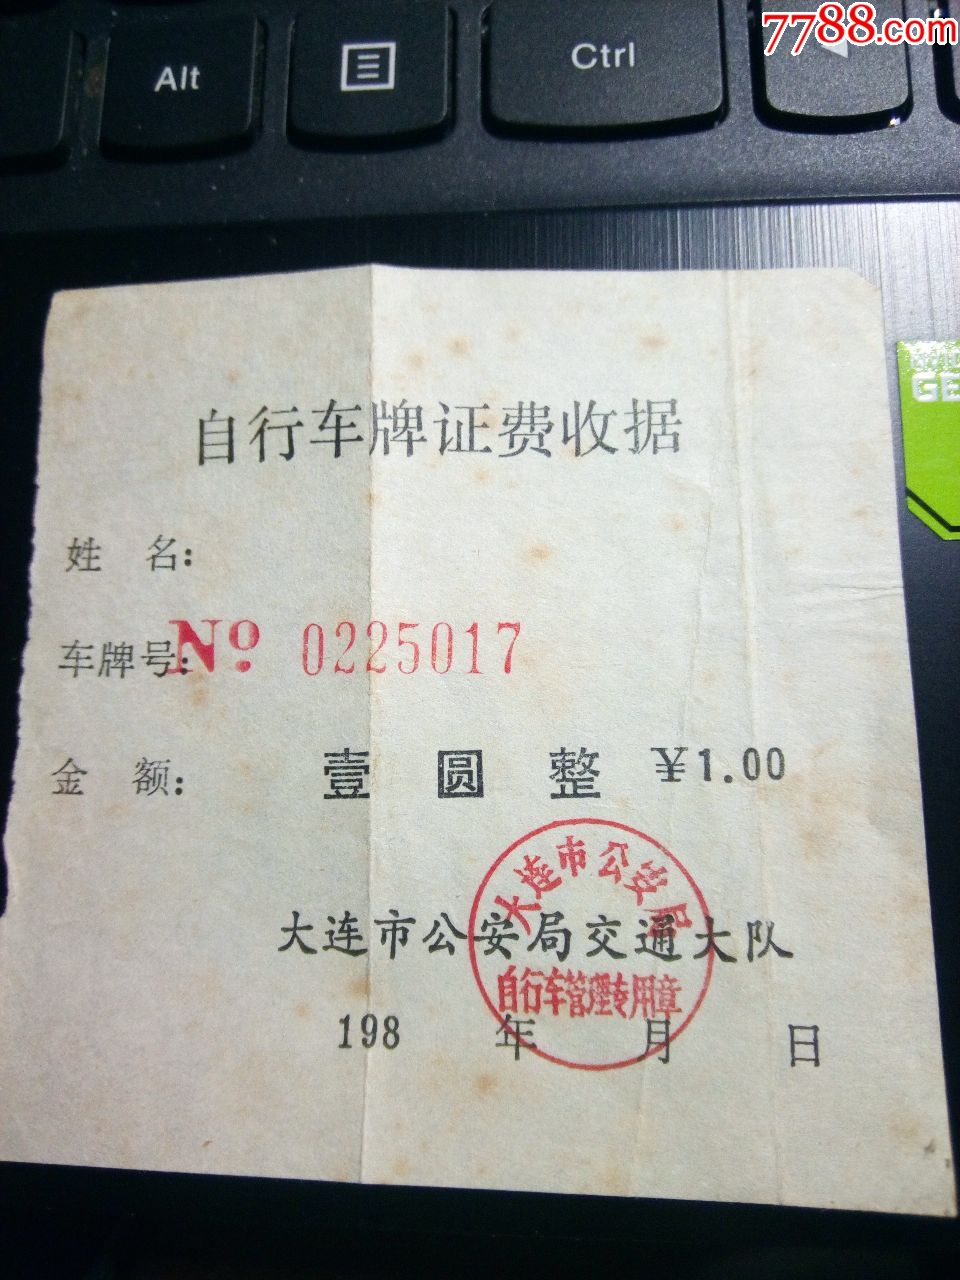 7788.com
Alt
Ctrl
GE
自行车牌证费收据
姓 名:
车牌号: № 0225017
金 额: 壹 圆 整 ¥1.00
大连市公安局
大连市公安局交通大队
自行车管理专用章
198 年 月 日